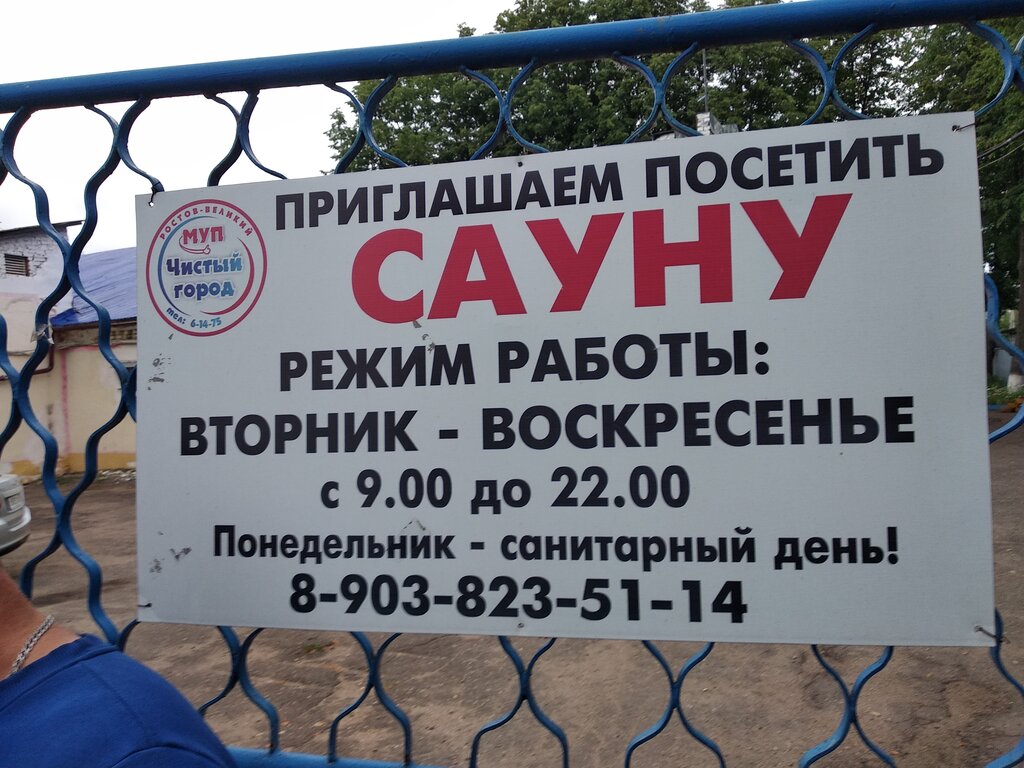 РОСТОВ-ВЕЛИКИЙ
МУП
Чистый
город
тел: 6-14-75
ПРИГЛАШАЕМ ПОСЕТИТЬ
САУНУ
РЕЖИМ РАБОТЫ:
ВТОРНИК - ВОСКРЕСЕНЬЕ
с 9.00 до 22.00
Понедельник - санитарный день!
8-903-823-51-14